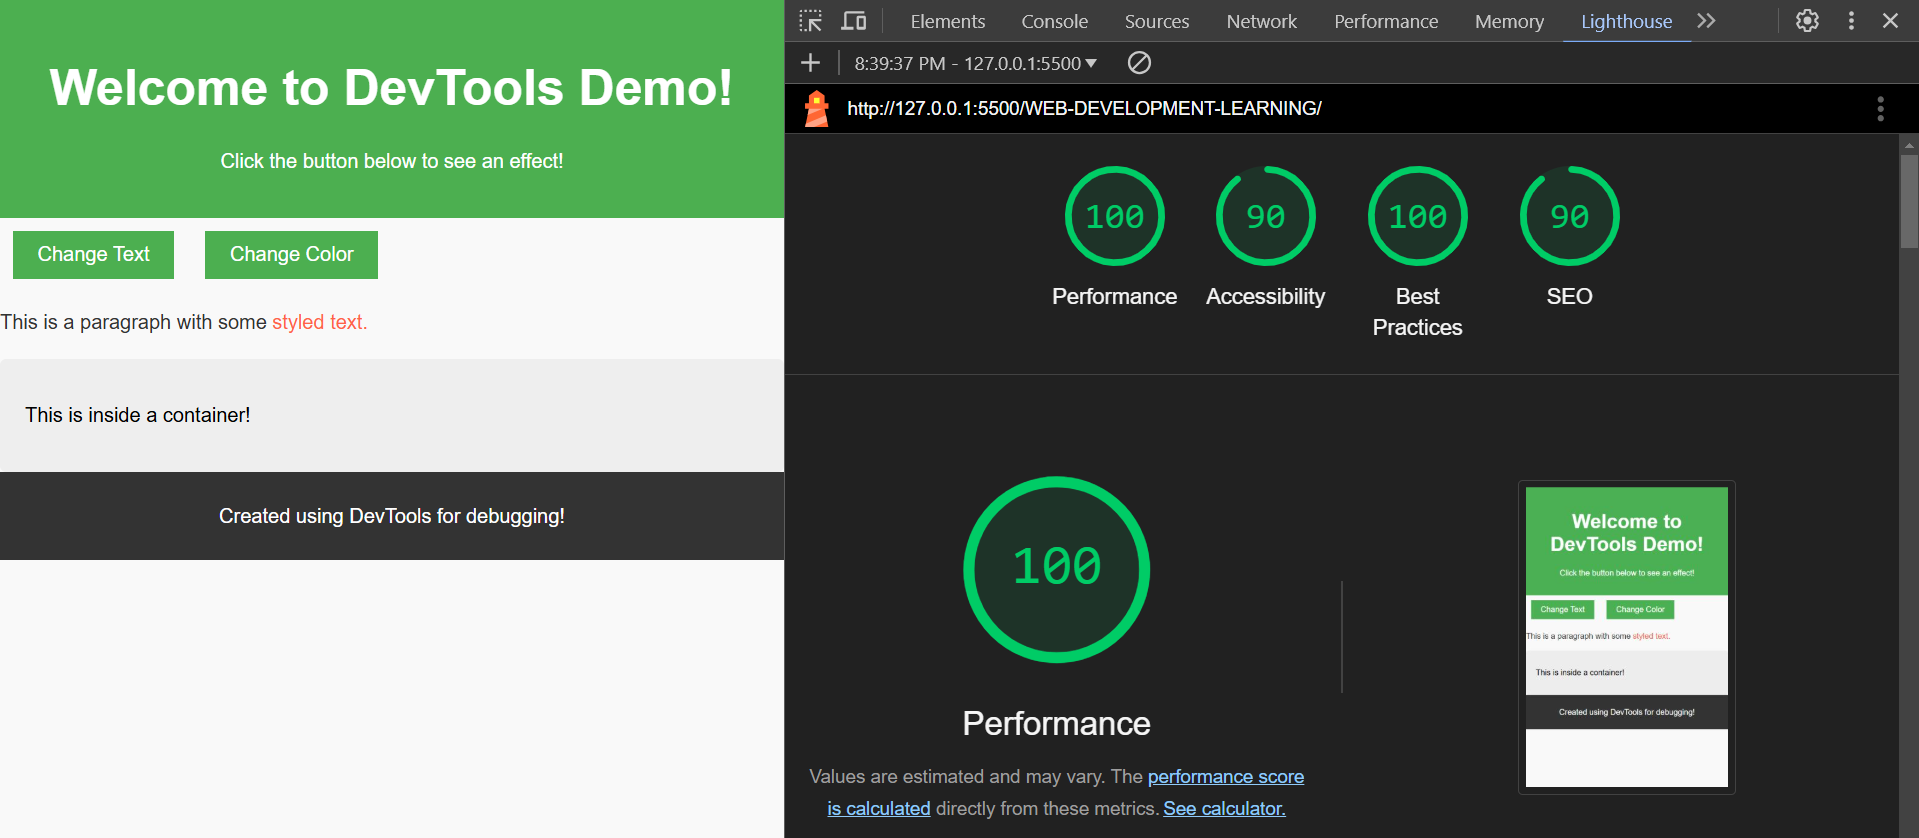 Welcome to DevTools Demo!
Click the button below to see an effect!
Change Text
Change Color
This is a paragraph with some styled text.
This is inside a container!
Created using DevTools for debugging!
Elements
Console
Sources
Network
Performance
Memory
Lighthouse
8:39:37 PM - 127.0.0.1:5500
http://127.0.0.1:5500/WEB-DEVELOPMENT-LEARNING/
100
90
100
90
Performance
Accessibility
Best
Practices
SEO
100
Performance
Values are estimated and may vary. The performance score
is calculated directly from these metrics. See calculator.
Welcome to
DevTools Demo!
Click the button below to see an effect!
Change Text
Change Color
This is a paragraph with some styled text.
This is inside a container!
Created using DevTools for debugging!